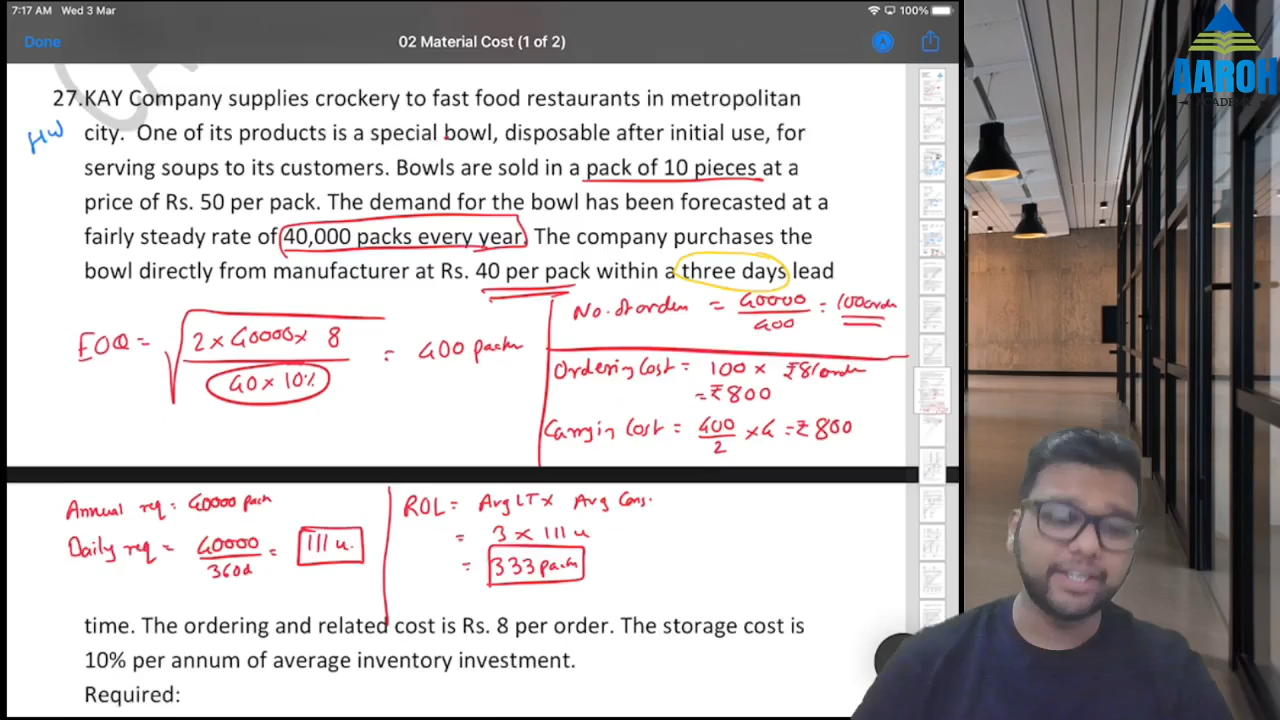 7:17 AM Wed 3 Mar
100%
Done
02 Material Cost (1 of 2)
AAROH
27. KAY Company supplies crockery to fast food restaurants in metropolitan
HW
city. One of its products is a special bowl, disposable after initial use, for
serving soups to its customers. Bowls are sold in a pack of 10 pieces at a
price of Rs. 50 per pack. The demand for the bowl has been forecasted at a
fairly steady rate of 40,000 packs every year. The company purchases the
bowl directly from manufacturer at Rs. 40 per pack within a three days lead
EOQ = √ 2 × 40000 × 8 / 40 × 10% = 400 packs
No. of orders = 40000 / 400 = 100 orders
Ordering Cost = 100 × ₹8/order
= ₹800
Carrying Cost = 400 / 2 × 4 = ₹800
Annual req = 40000 pack
Daily req = 40000 / 360d = 111 u.
ROL = Avg LT × Avg Cons.
= 3 × 111 u
= 333 packs
time. The ordering and related cost is Rs. 8 per order. The storage cost is
10% per annum of average inventory investment.
Required: